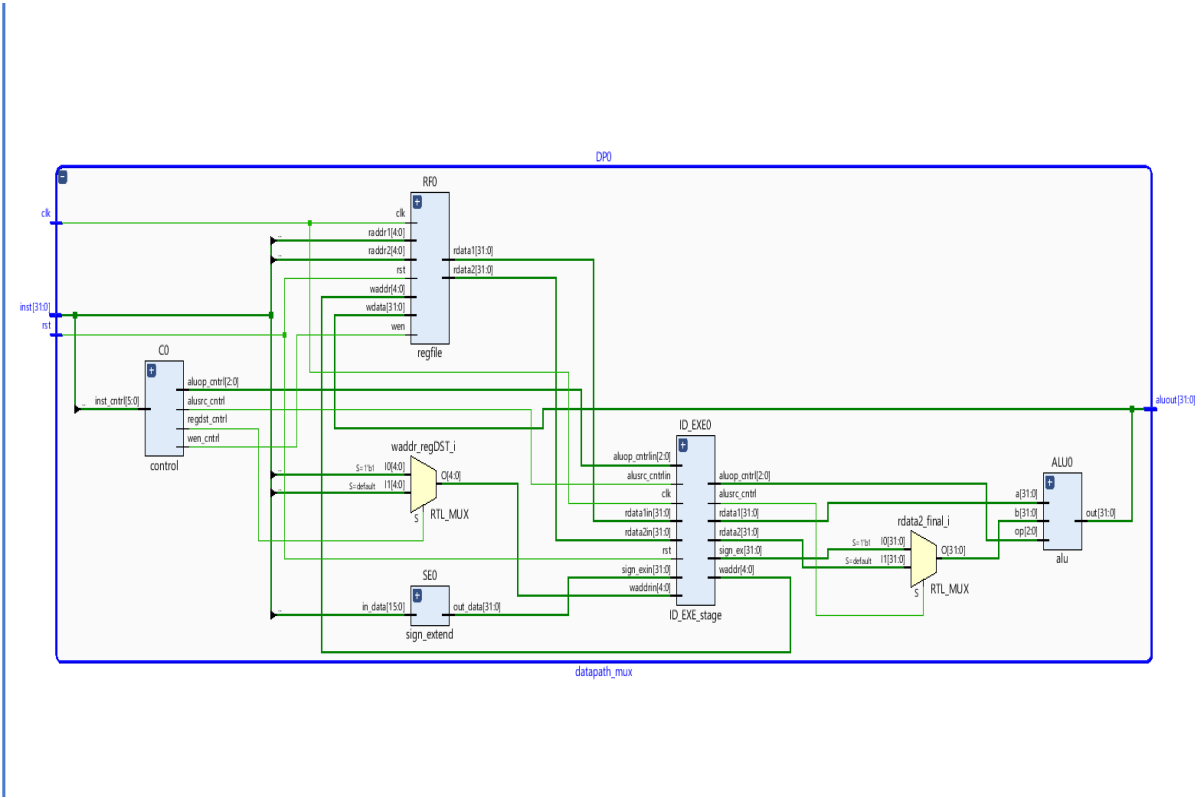 DP0
clk
inst[31:0]
rst
RF0
clk
raddr1[4:0]
raddr2[4:0]
rst
waddr[4:0]
wdata[31:0]
wen
rdata1[31:0]
rdata2[31:0]
regfile
C0
inst_cntrl[5:0]
aluop_cntrl[2:0]
alusrc_cntrl
regdst_cntrl
wen_cntrl
control
waddr_regDST_i
S=1'b1 I0[4:0]
S=default I1[4:0]
O[4:0]
S
RTL_MUX
SE0
in_data[15:0]
out_data[31:0]
sign_extend
ID_EXE0
aluop_cntrlin[2:0]
alusrc_cntrlin
clk
rdata1in[31:0]
rdata2in[31:0]
rst
sign_exin[31:0]
waddrin[4:0]
aluop_cntrl[2:0]
alusrc_cntrl
rdata1[31:0]
rdata2[31:0]
sign_ex[31:0]
waddr[4:0]
ID_EXE_stage
rdata2_final_i
S=1'b1 I0[31:0]
S=default I1[31:0]
O[31:0]
S
RTL_MUX
ALU0
a[31:0]
b[31:0]
op[2:0]
out[31:0]
alu
aluout[31:0]
datapath_mux